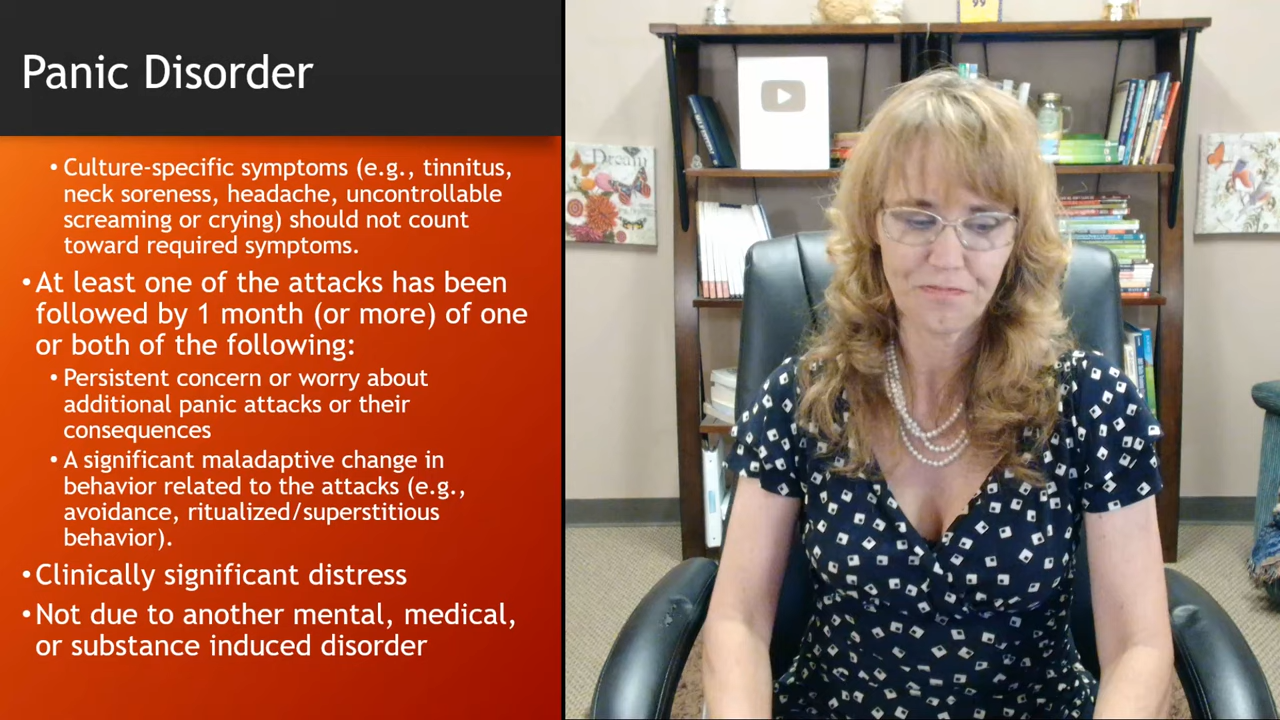 Panic Disorder
• Culture-specific symptoms (e.g., tinnitus,
neck soreness, headache, uncontrollable
screaming or crying) should not count
toward required symptoms.
• At least one of the attacks has been
followed by 1 month (or more) of one
or both of the following:
• Persistent concern or worry about
additional panic attacks or their
consequences
• A significant maladaptive change in
behavior related to the attacks (e.g.,
avoidance, ritualized/superstitious
behavior).
• Clinically significant distress
• Not due to another mental, medical,
or substance induced disorder
Dream
99